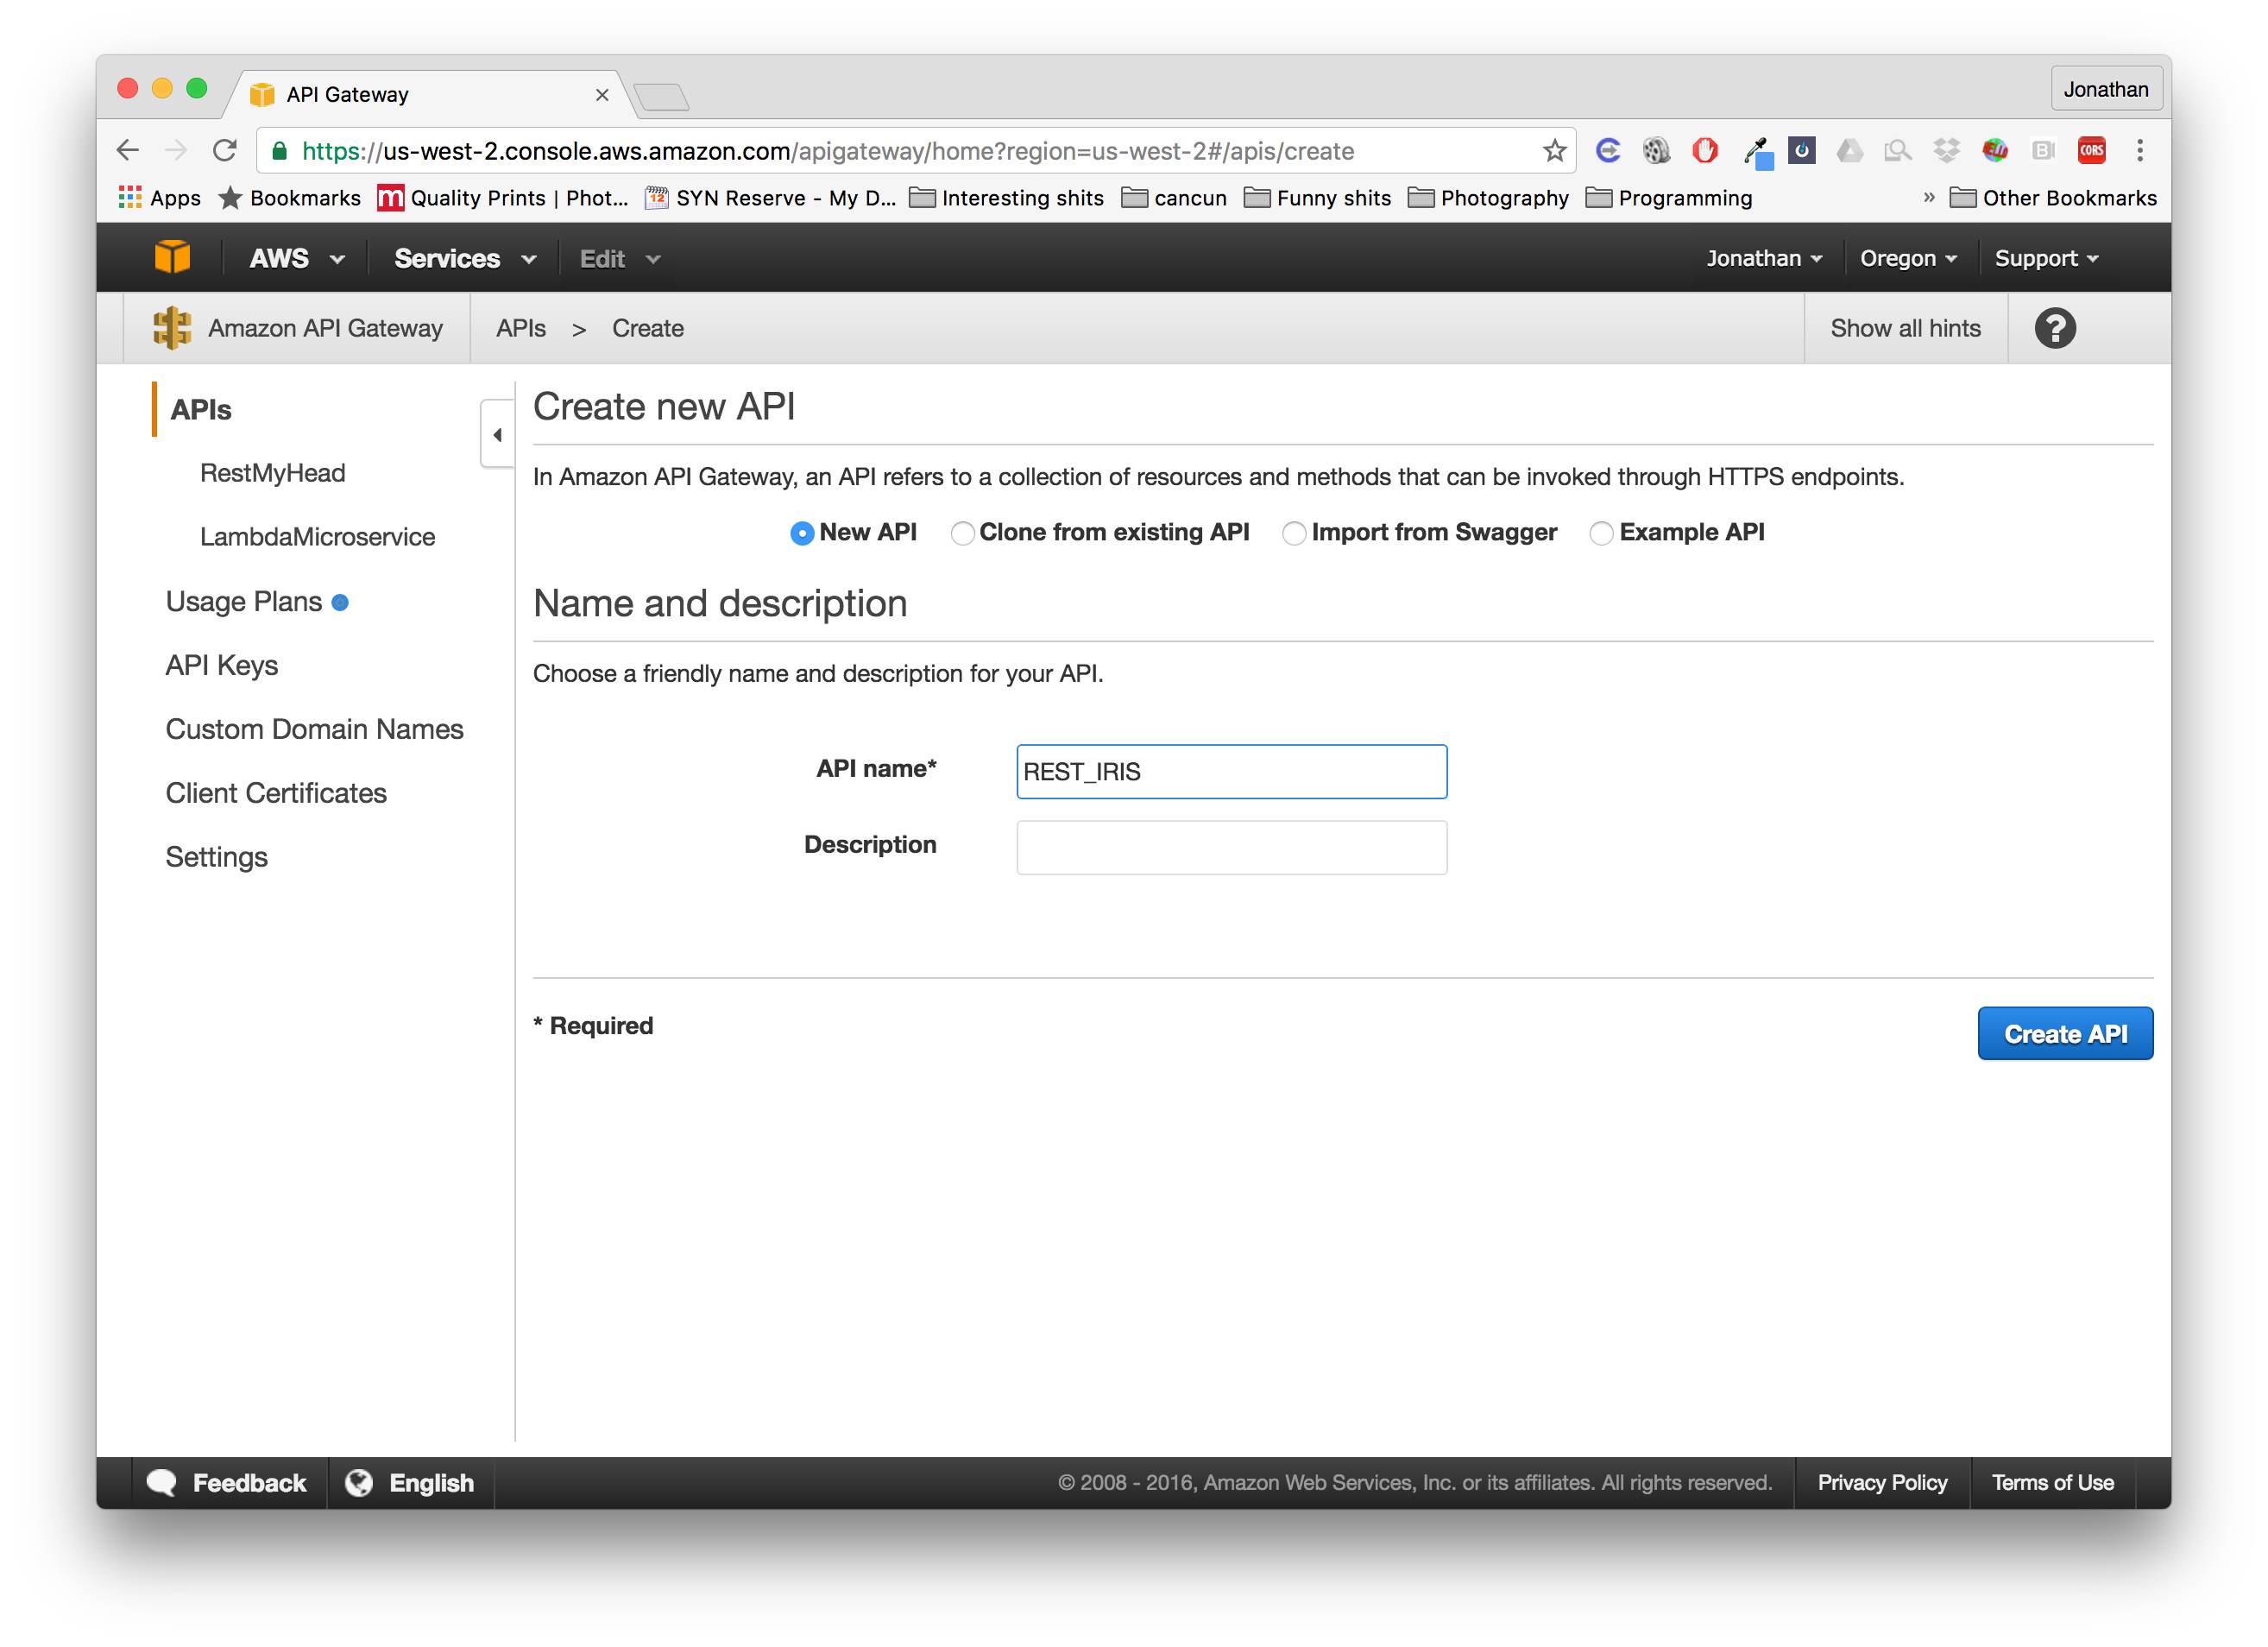 API Gateway
Jonathan
https://us-west-2.console.aws.amazon.com/apigateway/home?region=us-west-2#/apis/create
CORS
Apps Bookmarks m Quality Prints | Phot... 12 SYN Reserve - My D... Interesting shits cancun Funny shits Photography Programming » Other Bookmarks
AWS Services Edit Jonathan Oregon Support
Amazon API Gateway APIs > Create Show all hints ?
APIs
RestMyHead
LambdaMicroservice
Usage Plans
API Keys
Custom Domain Names
Client Certificates
Settings
Create new API
In Amazon API Gateway, an API refers to a collection of resources and methods that can be invoked through HTTPS endpoints.
New API Clone from existing API Import from Swagger Example API
Name and description
Choose a friendly name and description for your API.
API name* REST_IRIS
Description
* Required Create API
Feedback English © 2008 - 2016, Amazon Web Services, Inc. or its affiliates. All rights reserved. Privacy Policy Terms of Use